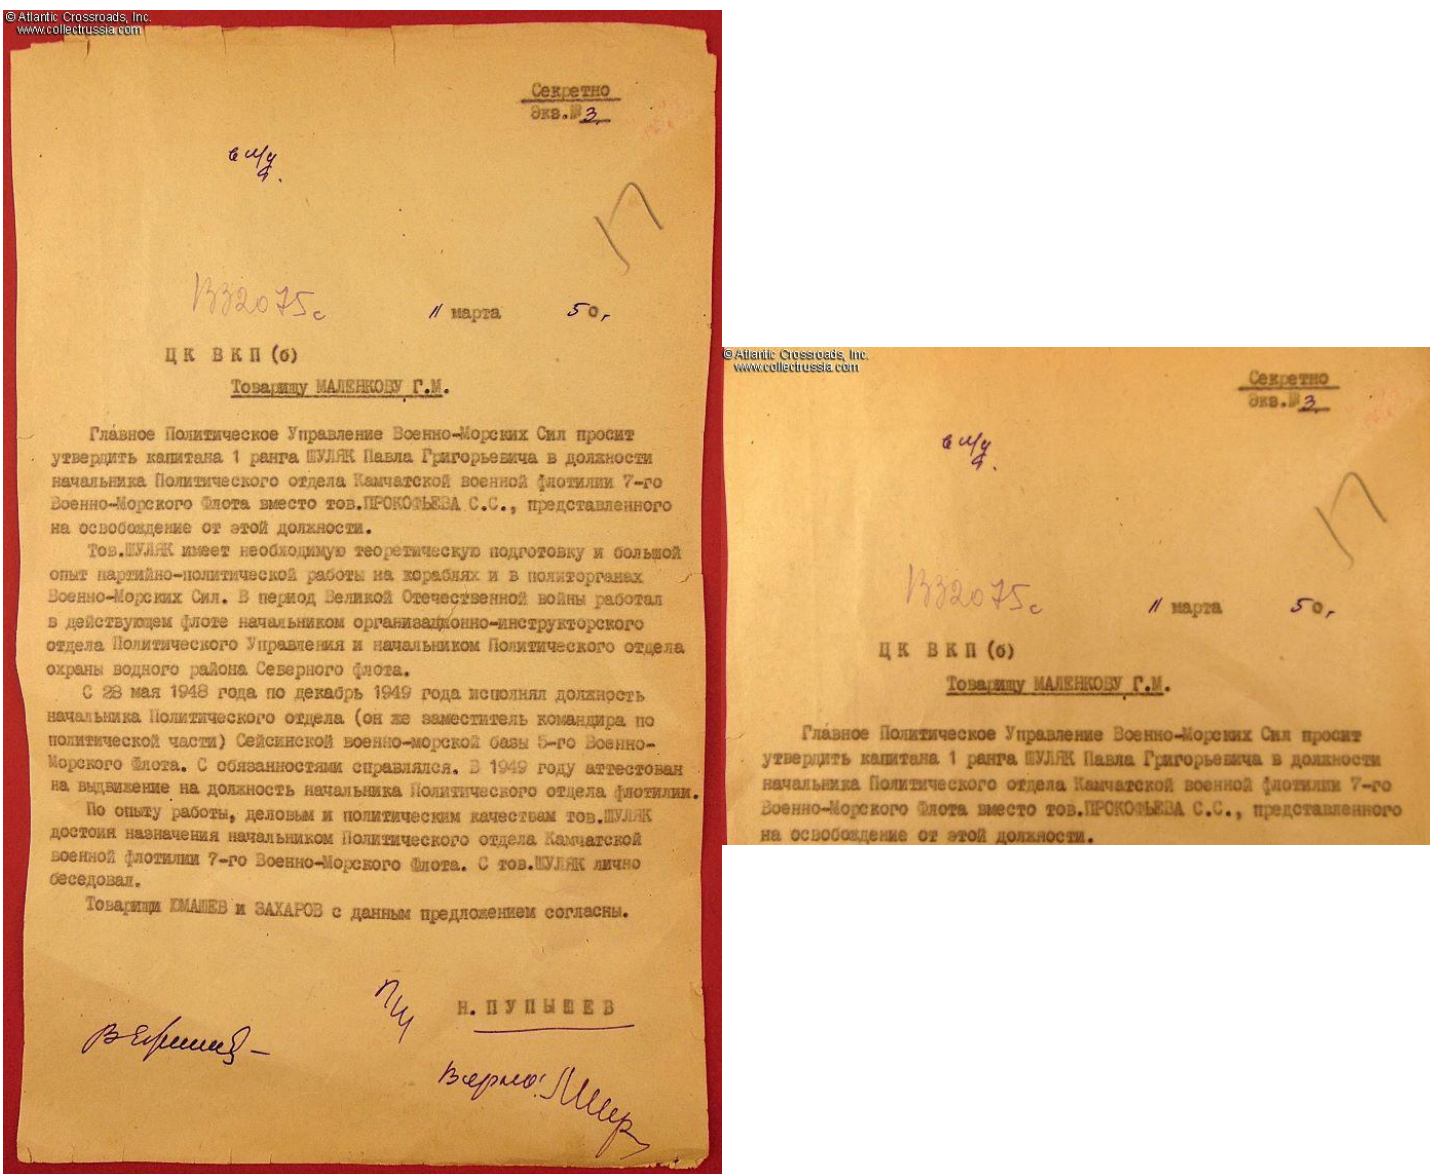 © Atlantic Crossroads, Inc.
www.collectrussia.com
Секретно
Экз.№ 3
11 марта 50 г
ЦК ВКП(б)
Товарищу МАЛЕНКОВУ Г.М.
Главное Политическое Управление Военно-Морских Сил просит
утвердить капитана 1 ранга ШУЛЯК Павла Григорьевича в должности
начальника Политического отдела Камчатской военной флотилии 7-го
Военно-Морского Флота вместо тов.ПРОКОФЬЕВА С.С., представленного
на освобождение от этой должности.
Тов.ШУЛЯК имеет необходимую теоретическую подготовку и большой
опыт партийно-политической работы на кораблях и в политорганах
Военно-Морских Сил. В период Великой Отечественной войны работал
в действующем флоте начальником организационно-инструкторского
отдела Политического Управления и начальником Политического отдела
охраны водного района Северного флота.
С 28 мая 1948 года по декабрь 1949 года исполнял должность
начальника Политического отдела (он же заместитель командира по
политической части) Сейсинской военно-морской базы 5-го Военно-
Морского Флота. С обязанностями справлялся. В 1949 году аттестован
на выдвижение на должность начальника Политического отдела флотилии.
По опыту работы, деловым и политическим качествам тов.ШУЛЯК
достоин назначения начальником Политического отдела Камчатской
военной флотилии 7-го Военно-Морского Флота. С тов.ШУЛЯК лично
беседовал.
Товарищи ЮМАШЕВ и ЗАХАРОВ с данным предложением согласны.
Н. ПУПЫШЕВ
Верно:
© Atlantic Crossroads, Inc.
www.collectrussia.com
Секретно
Экз.№ 3
11 марта 50 г
ЦК ВКП(б)
Товарищу МАЛЕНКОВУ Г.М.
Главное Политическое Управление Военно-Морских Сил просит
утвердить капитана 1 ранга ШУЛЯК Павла Григорьевича в должности
начальника Политического отдела Камчатской военной флотилии 7-го
Военно-Морского Флота вместо тов.ПРОКОФЬЕВА С.С., представленного
на освобождение от этой должности.